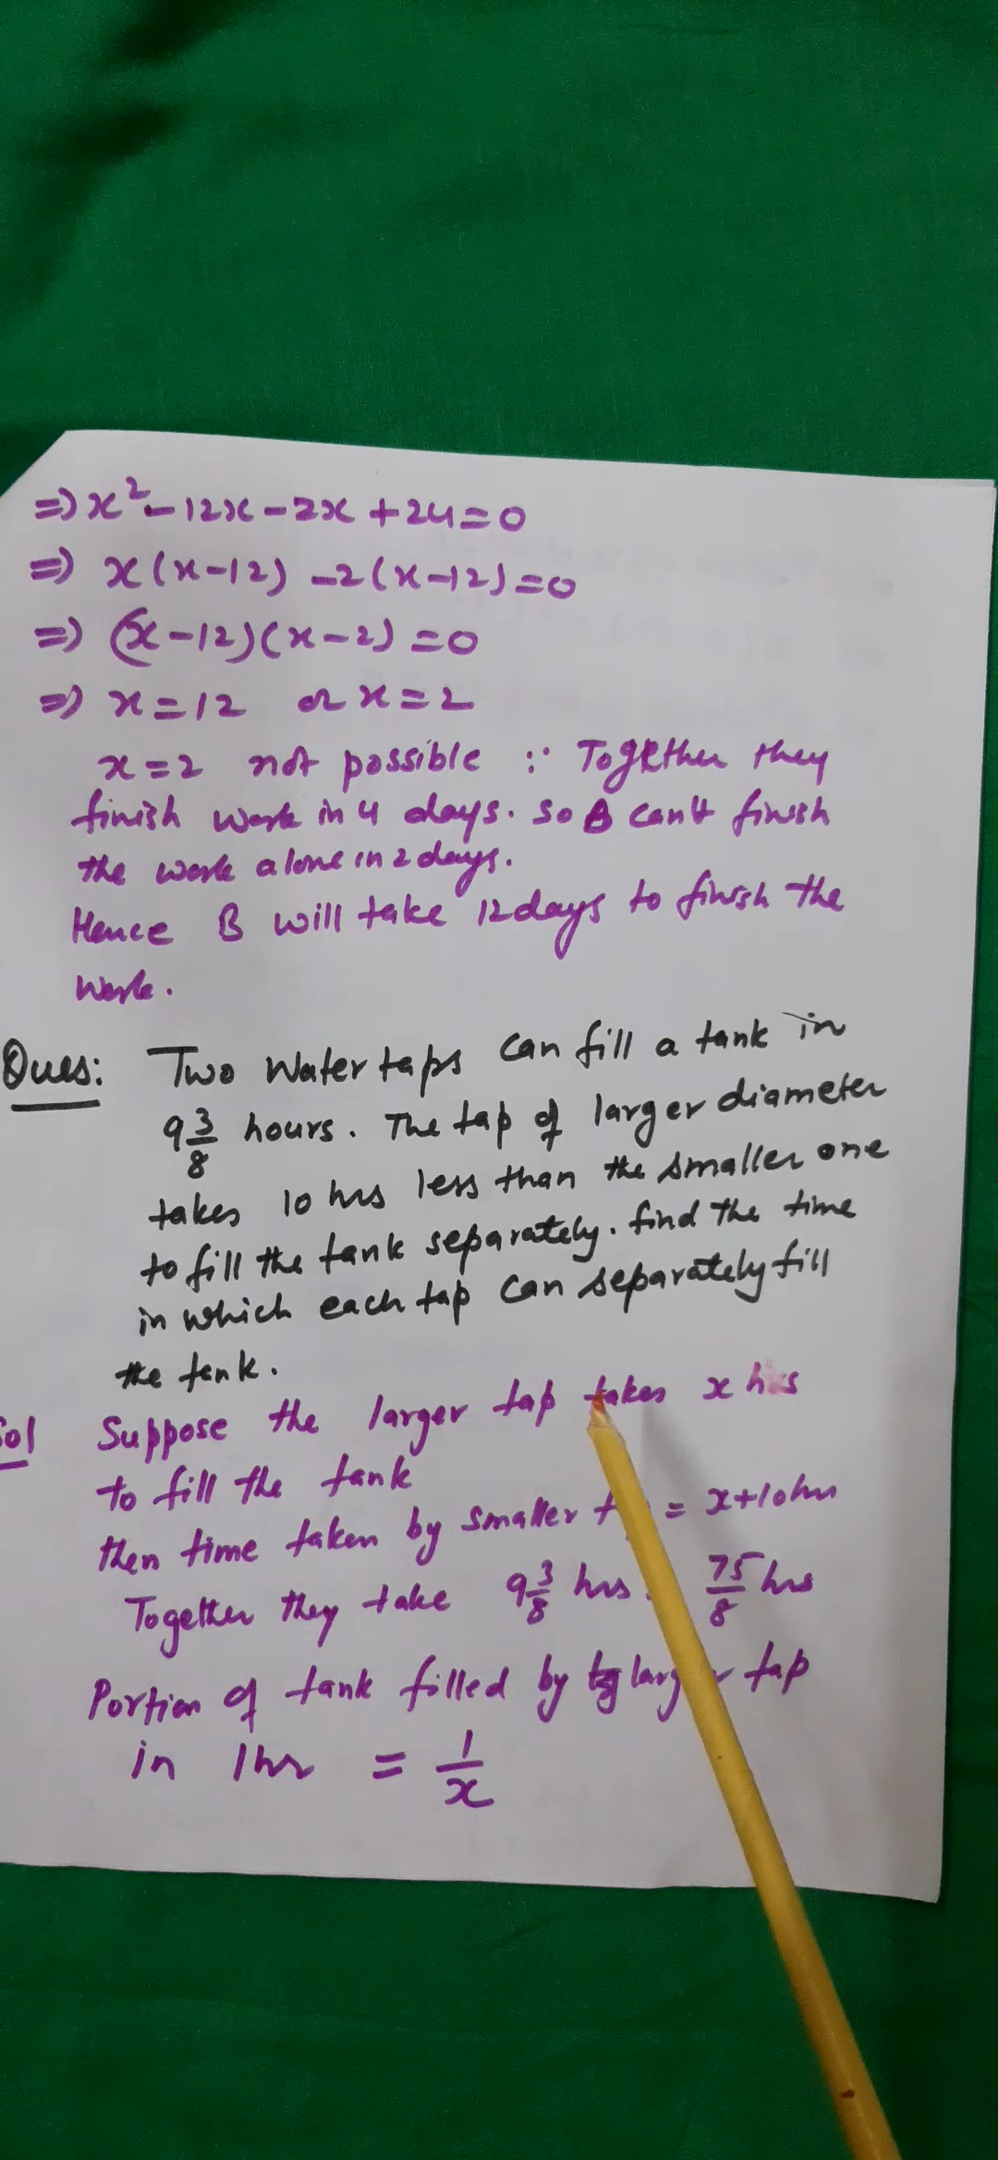 ⇒ x² - 12x - 2x + 24 = 0
⇒ x(x-12) -2(x-12) = 0
⇒ (x-12)(x-2) = 0
⇒ x = 12 or x = 2
x = 2 not possible ∵ Together they
finish work in 4 days. So B can't finish
the work alone in 2 days.
Hence B will take 12 days to finish the
work.
Ques: Two Water taps can fill a tank in
9 3/8 hours. The tap of larger diameter
takes 10 hrs less than the smaller one
to fill the tank separately. find the time
in which each tap can separately fill
the tank.
Sol Suppose the larger tap takes x hrs
to fill the tank
then time taken by smaller = x+10hr
Together they take 9 3/8 hrs 75/8 hrs
Portion of tank filled by larger tap
in 1hr = 1/x